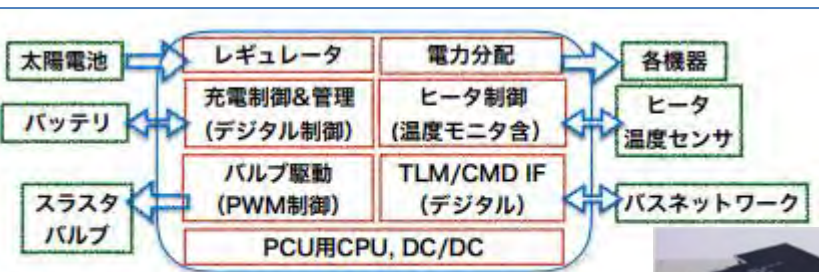 太陽電池
レギュレータ
電力分配
各機器
バッテリ
充電制御&管理
(デジタル制御)
ヒータ制御
(温度モニタ含)
ヒータ
温度センサ
スラスタ
バルブ
バルブ駆動
(PWM制御)
TLM/CMD IF
(デジタル)
バスネットワーク
PCU用CPU, DC/DC